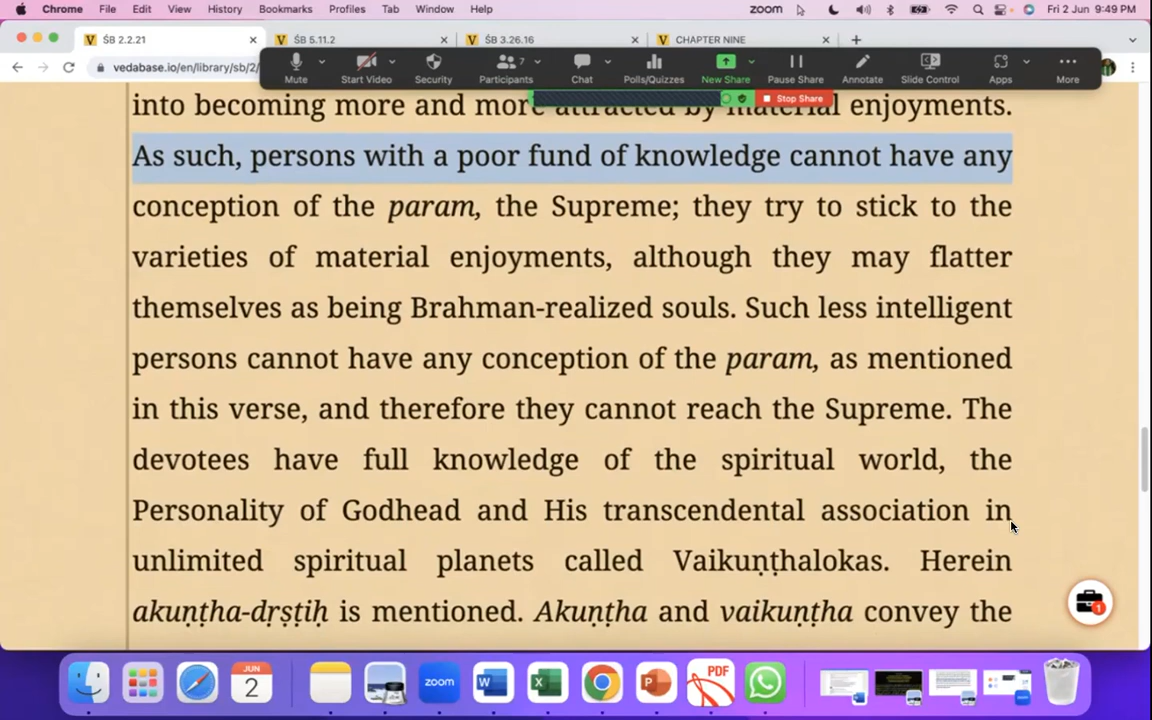 Chrome File Edit View History Bookmarks Profiles Tab Window Help zoom Fri 2 Jun 9:49 PM
ŚB 2.2.21 ŚB 5.11.2 ŚB 3.26.16 CHAPTER NINE
vedabase.io/en/library/sb/2/
Mute Start Video Security Participants 7 Chat Polls/Quizzes New Share Pause Share Annotate Slide Control Apps More
Stop Share
into becoming more and more attracted by material enjoyments.
As such, persons with a poor fund of knowledge cannot have any
conception of the param, the Supreme; they try to stick to the
varieties of material enjoyments, although they may flatter
themselves as being Brahman-realized souls. Such less intelligent
persons cannot have any conception of the param, as mentioned
in this verse, and therefore they cannot reach the Supreme. The
devotees have full knowledge of the spiritual world, the
Personality of Godhead and His transcendental association in
unlimited spiritual planets called Vaikuṇṭhalokas. Herein
akuṇṭha-dṛṣṭiḥ is mentioned. Akuṇṭha and vaikuṇṭha convey the
1
JUN
2
zoom
PDF